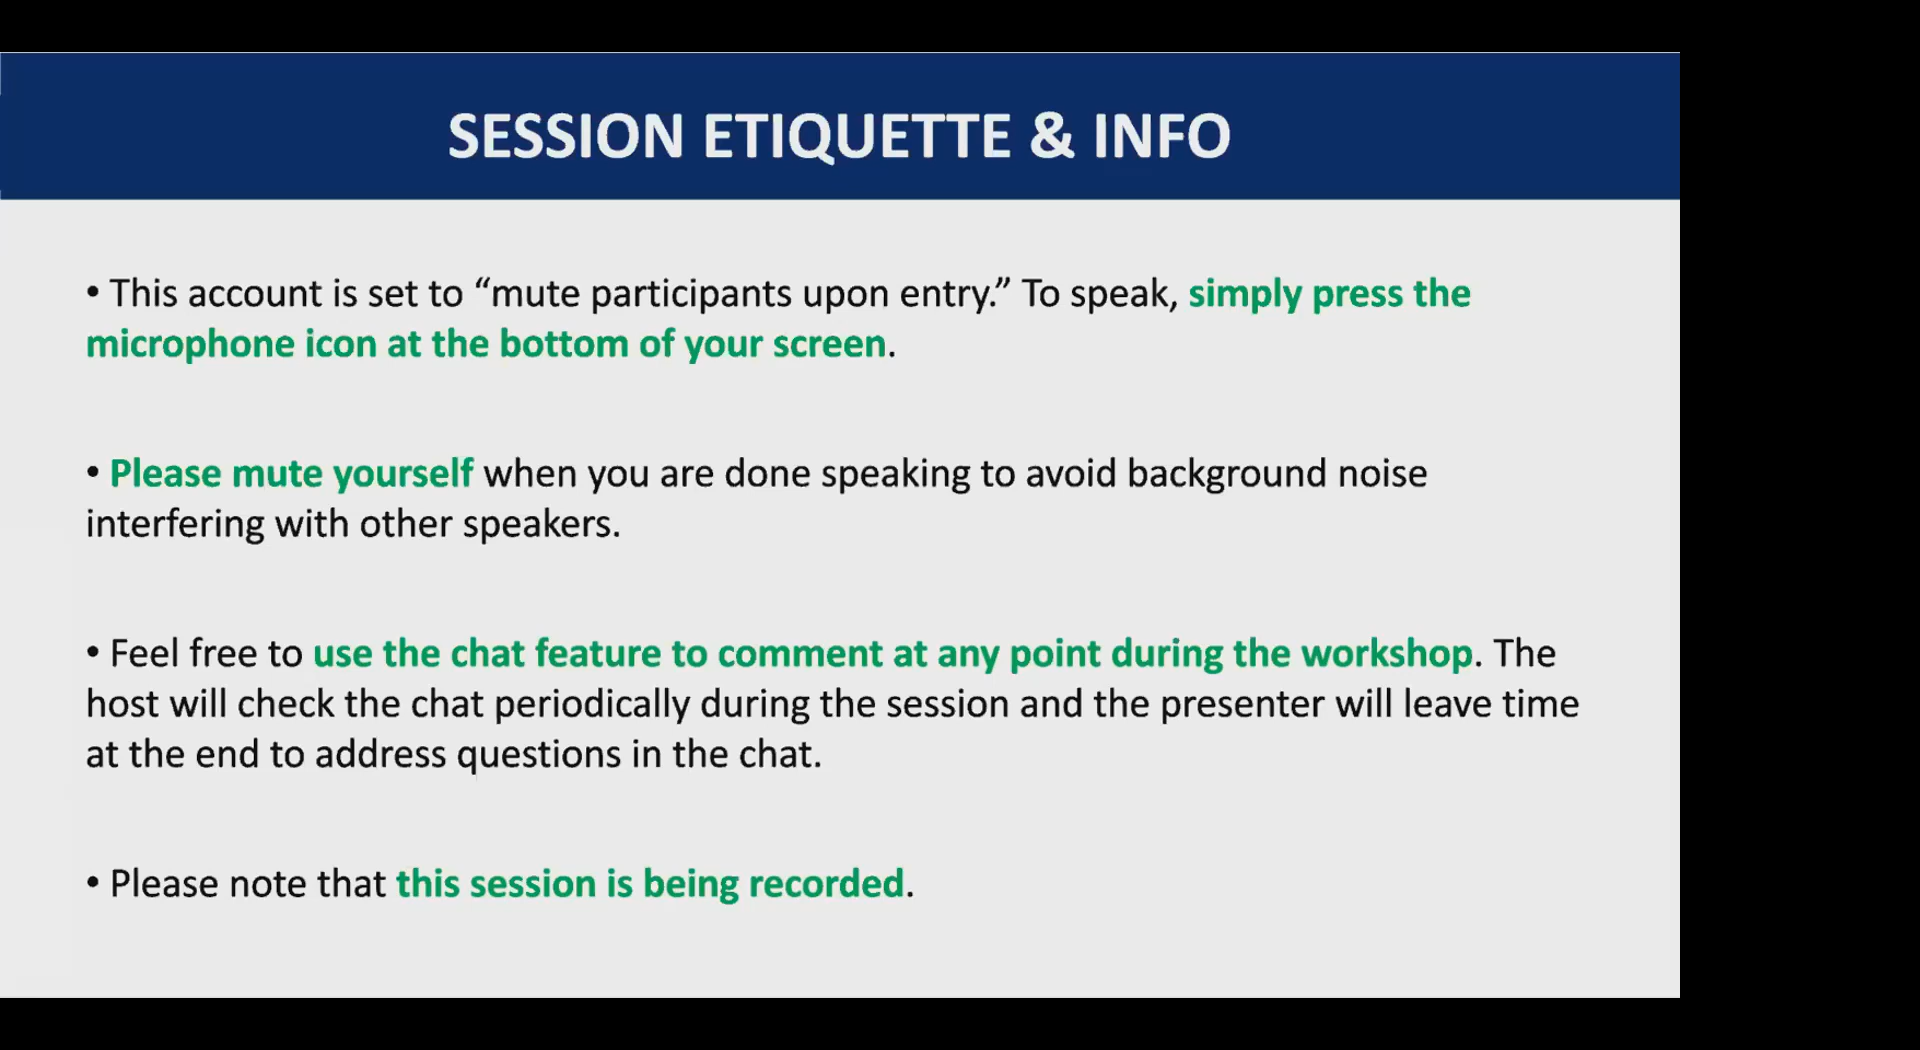 SESSION ETIQUETTE & INFO
• This account is set to “mute participants upon entry.” To speak, simply press the
microphone icon at the bottom of your screen.
• Please mute yourself when you are done speaking to avoid background noise
interfering with other speakers.
• Feel free to use the chat feature to comment at any point during the workshop. The
host will check the chat periodically during the session and the presenter will leave time
at the end to address questions in the chat.
• Please note that this session is being recorded.